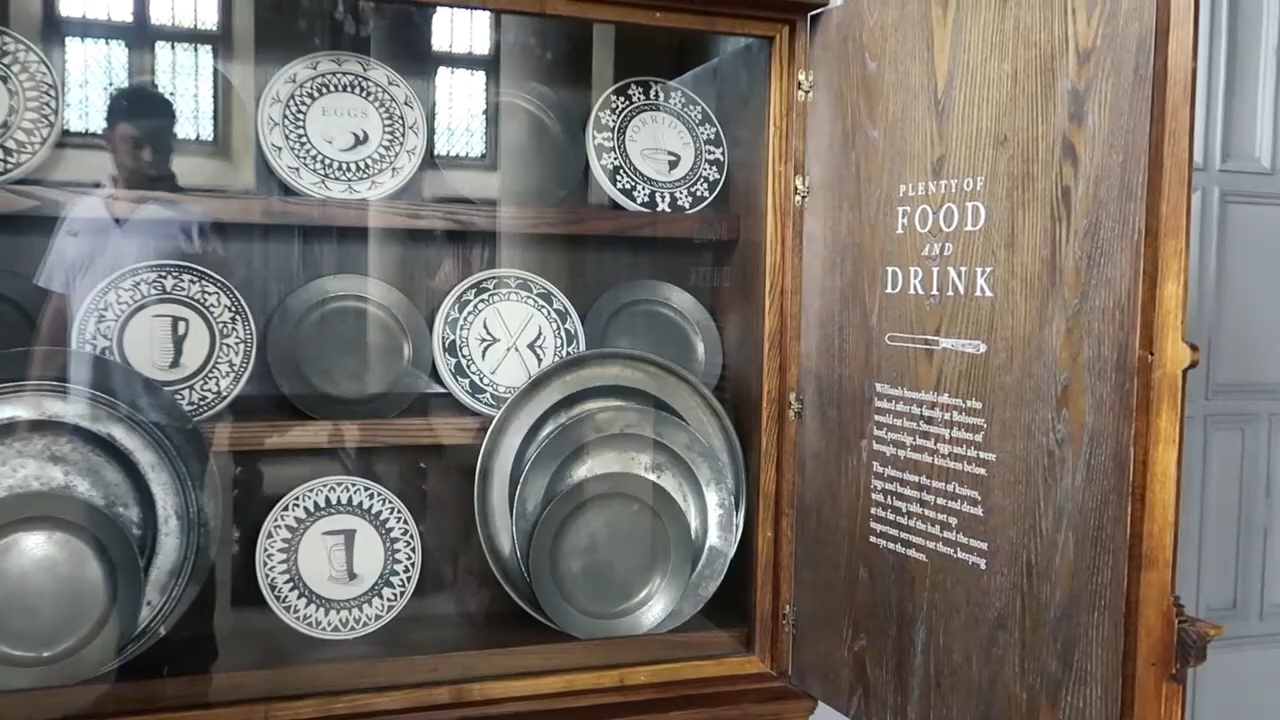 EGGS
PORRIDGE
PLENTY OF
FOOD
AND
DRINK
William's household officers, who
looked after the family at Bolsover,
would eat here. Steaming dishes of
beef, porridge, bread, eggs and ale were
brought up from the kitchens below.
The plates show the sort of knives,
jugs and beakers they ate and drank
with. A long table was set up
at the far end of the hall, and the most
important servants sat there, keeping
an eye on the others.